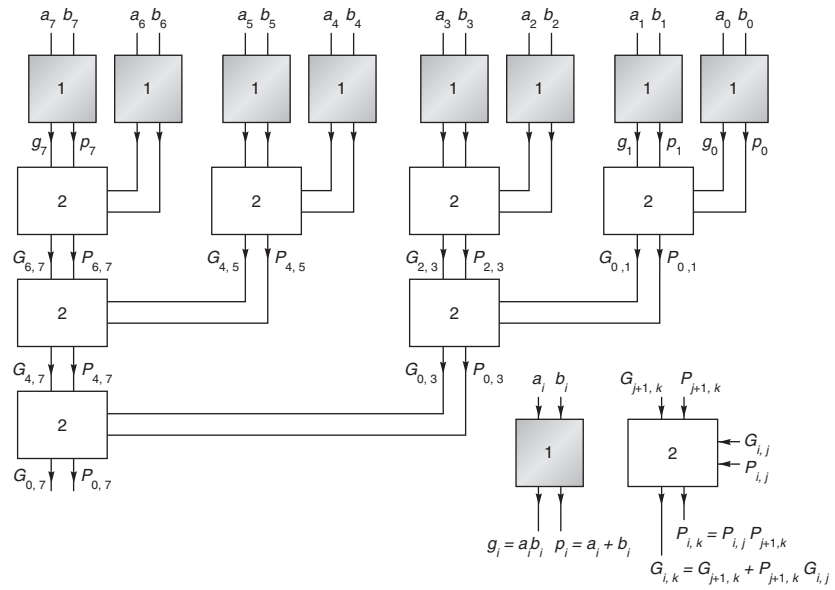 a7 b7 a6 b6 a5 b5 a4 b4 a3 b3 a2 b2 a1 b1 a0 b0
1 1 1 1 1 1 1 1
g7 p7 g1 p1 g0 p0
2 2 2 2
G6, 7 P6, 7 G4, 5 P4, 5 G2, 3 P2, 3 G0, 1 P0, 1
2 2
G4, 7 P4, 7 G0, 3 P0, 3
2
G0, 7 P0, 7
ai bi
1
gi = aibi pi = ai + bi
Gj+1, k Pj+1, k
2
Gi, j
Pi, j
Pi, k = Pi, j Pj+1,k
Gi, k = Gj+1, k + Pj+1, k Gi, j